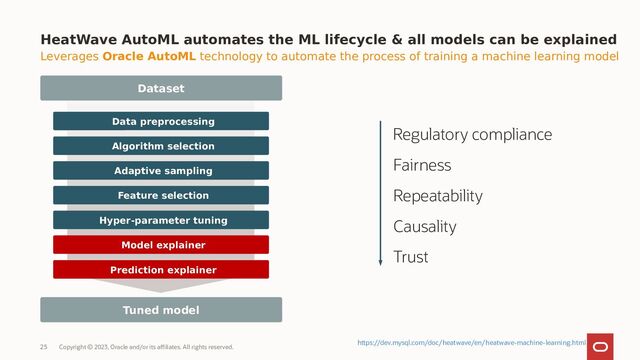 HeatWave AutoML automates the ML lifecycle & all models can be explained
Leverages Oracle AutoML technology to automate the process of training a machine learning model
Dataset
Data preprocessing
Algorithm selection
Adaptive sampling
Feature selection
Hyper-parameter tuning
Model explainer
Prediction explainer
Tuned model
Regulatory compliance
Fairness
Repeatability
Causality
Trust
23 Copyright © 2023, Oracle and/or its affiliates. All rights reserved.
https://dev.mysql.com/doc/heatwave/en/heatwave-machine-learning.html